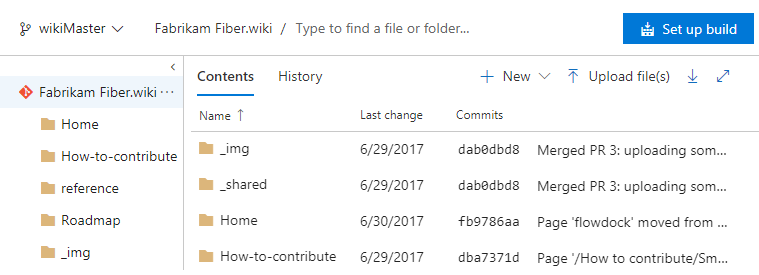 wikiMaster Fabrikam Fiber.wiki / Type to find a file or folder... Set up build
Fabrikam Fiber.wiki ...
Home
How-to-contribute
reference
Roadmap
_img
Contents History New Upload file(s)
Name ↑ Last change Commits
_img 6/29/2017 dab0dbd8 Merged PR 3: uploading som...
_shared 6/29/2017 dab0dbd8 Merged PR 3: uploading som...
Home 6/30/2017 fb9786aa Page 'flowdock' moved from ...
How-to-contribute 6/29/2017 dba7371d Page '/How to contribute/Sm...